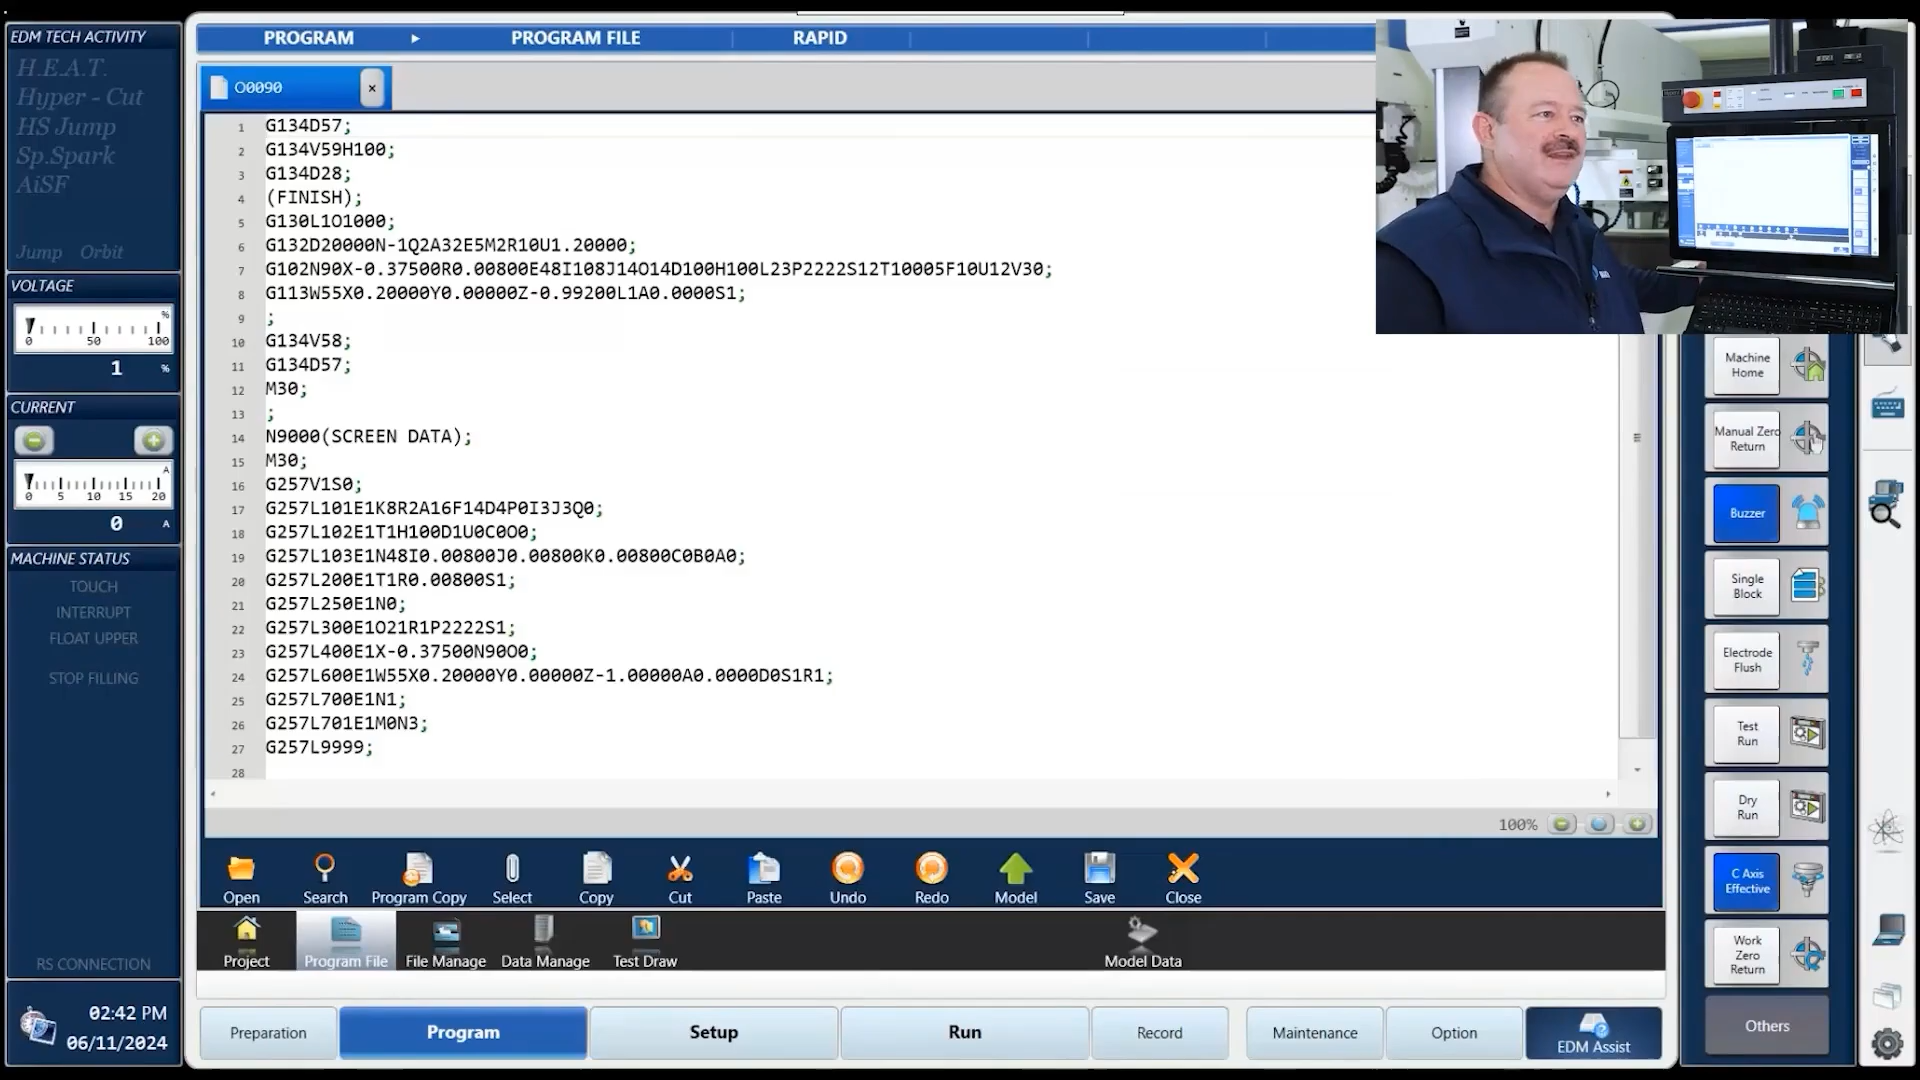 EDM TECH ACTIVITY
H.E.A.T.
Hyper - Cut
HS Jump
Sp.Spark
AiSF
Jump Orbit
VOLTAGE
%
0 50 100
1 %
CURRENT
A
0 5 10 15 20
0 A
MACHINE STATUS
TOUCH
INTERRUPT
FLOAT UPPER
STOP FILLING
RS CONNECTION
02:42 PM
06/11/2024
PROGRAM PROGRAM FILE RAPID
O0090
1 G134D57;
2 G134V59H100;
3 G134D28;
4 (FINISH);
5 G130L1O1000;
6 G132D20000N-1Q2A32E5M2R10U1.20000;
7 G102N90X-0.37500R0.00800E48I108J14O14D100H100L23P2222S12T10005F10U12V30;
8 G113W55X0.20000Y0.00000Z-0.99200L1A0.0000S1;
9 ;
10 G134V58;
11 G134D57;
12 M30;
13 ;
14 N9000(SCREEN DATA);
15 M30;
16 G257V1S0;
17 G257L101E1K8R2A16F14D4P0I3J3Q0;
18 G257L102E1T1H100D1U0C0O0;
19 G257L103E1N48I0.00800J0.00800K0.00800C0B0A0;
20 G257L200E1T1R0.00800S1;
21 G257L250E1N0;
22 G257L300E1O21R1P2222S1;
23 G257L400E1X-0.37500N90O0;
24 G257L600E1W55X0.20000Y0.00000Z-1.00000A0.0000D0S1R1;
25 G257L700E1N1;
26 G257L701E1M0N3;
27 G257L9999;
28
100%
Open Search Program Copy Select Copy Cut Paste Undo Redo Model Save Close
Project Program File File Manage Data Manage Test Draw Model Data
Preparation Program Setup Run Record Maintenance Option EDM Assist
Machine Home
Manual Zero Return
Buzzer
Single Block
Electrode Flush
Test Run
Dry Run
C Axis Effective
Work Zero Return
Others